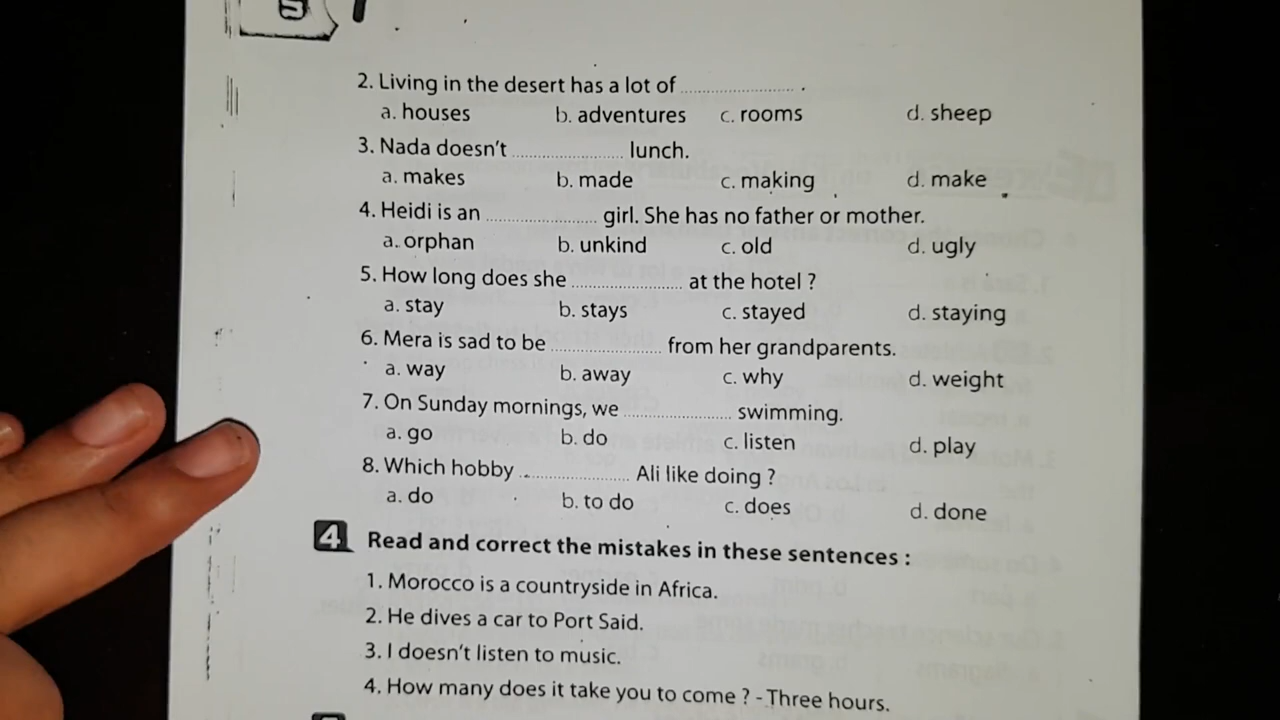 2. Living in the desert has a lot of ...................... .
a. houses b. adventures c. rooms d. sheep
3. Nada doesn't ...................... lunch.
a. makes b. made c. making d. make
4. Heidi is an ...................... girl. She has no father or mother.
a. orphan b. unkind c. old d. ugly
5. How long does she ...................... at the hotel ?
a. stay b. stays c. stayed d. staying
6. Mera is sad to be ...................... from her grandparents.
a. way b. away c. why d. weight
7. On Sunday mornings, we ...................... swimming.
a. go b. do c. listen d. play
8. Which hobby ...................... Ali like doing ?
a. do b. to do c. does d. done
4 Read and correct the mistakes in these sentences :
1. Morocco is a countryside in Africa.
2. He dives a car to Port Said.
3. I doesn't listen to music.
4. How many does it take you to come ? - Three hours.